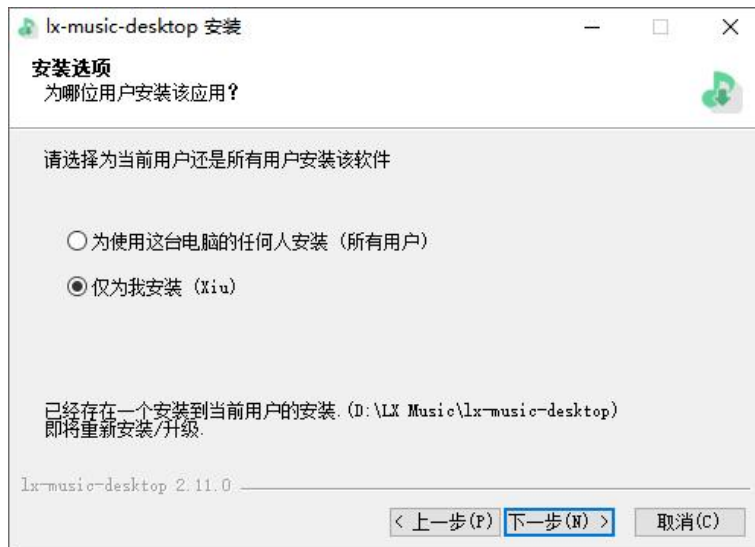 lx-music-desktop 安装
安装选项
为哪位用户安装该应用？
请选择为当前用户还是所有用户安装该软件
为使用这台电脑的任何人安装 (所有用户)
仅为我安装 (Xiu)
已经存在一个安装到当前用户的安装.(D:\LX Music\lx-music-desktop)
即将重新安装/升级.
lx-music-desktop 2.11.0
< 上一步(P) 下一步(N) > 取消(C)